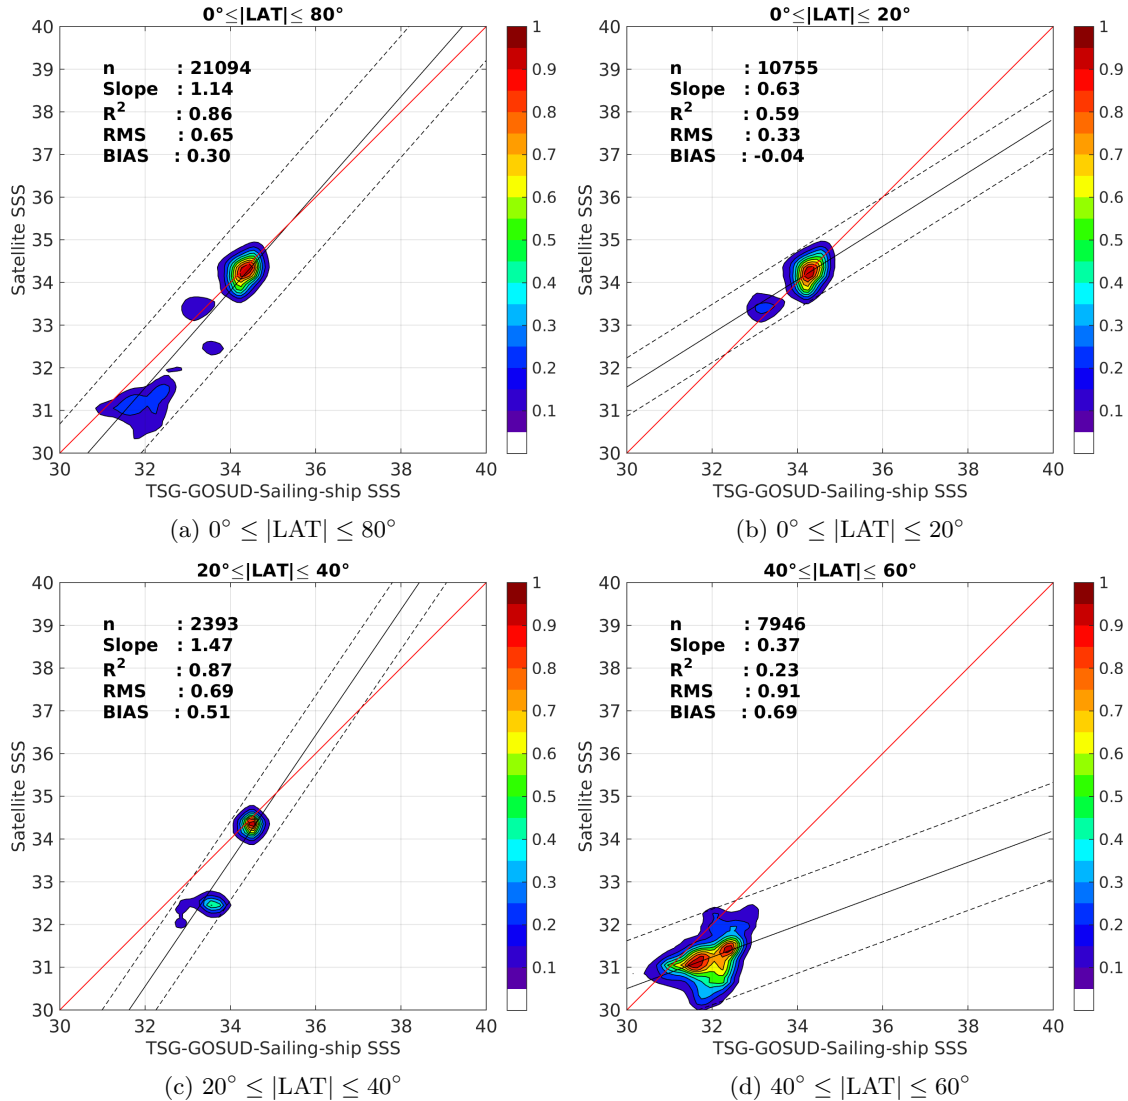 0°≤|LAT|≤ 80°
n : 21094
Slope : 1.14
R² : 0.86
RMS : 0.65
BIAS : 0.30
40
39
38
37
36
35
34
33
32
31
30
30 32 34 36 38 40
Satellite SSS
TSG-GOSUD-Sailing-ship SSS
1
0.9
0.8
0.7
0.6
0.5
0.4
0.3
0.2
0.1
(a) 0° ≤ |LAT| ≤ 80°
0°≤|LAT|≤ 20°
n : 10755
Slope : 0.63
R² : 0.59
RMS : 0.33
BIAS : -0.04
40
39
38
37
36
35
34
33
32
31
30
30 32 34 36 38 40
Satellite SSS
TSG-GOSUD-Sailing-ship SSS
1
0.9
0.8
0.7
0.6
0.5
0.4
0.3
0.2
0.1
(b) 0° ≤ |LAT| ≤ 20°
20°≤|LAT|≤ 40°
n : 2393
Slope : 1.47
R² : 0.87
RMS : 0.69
BIAS : 0.51
40
39
38
37
36
35
34
33
32
31
30
30 32 34 36 38 40
Satellite SSS
TSG-GOSUD-Sailing-ship SSS
1
0.9
0.8
0.7
0.6
0.5
0.4
0.3
0.2
0.1
(c) 20° ≤ |LAT| ≤ 40°
40°≤|LAT|≤ 60°
n : 7946
Slope : 0.37
R² : 0.23
RMS : 0.91
BIAS : 0.69
40
39
38
37
36
35
34
33
32
31
30
30 32 34 36 38 40
Satellite SSS
TSG-GOSUD-Sailing-ship SSS
1
0.9
0.8
0.7
0.6
0.5
0.4
0.3
0.2
0.1
(d) 40° ≤ |LAT| ≤ 60°